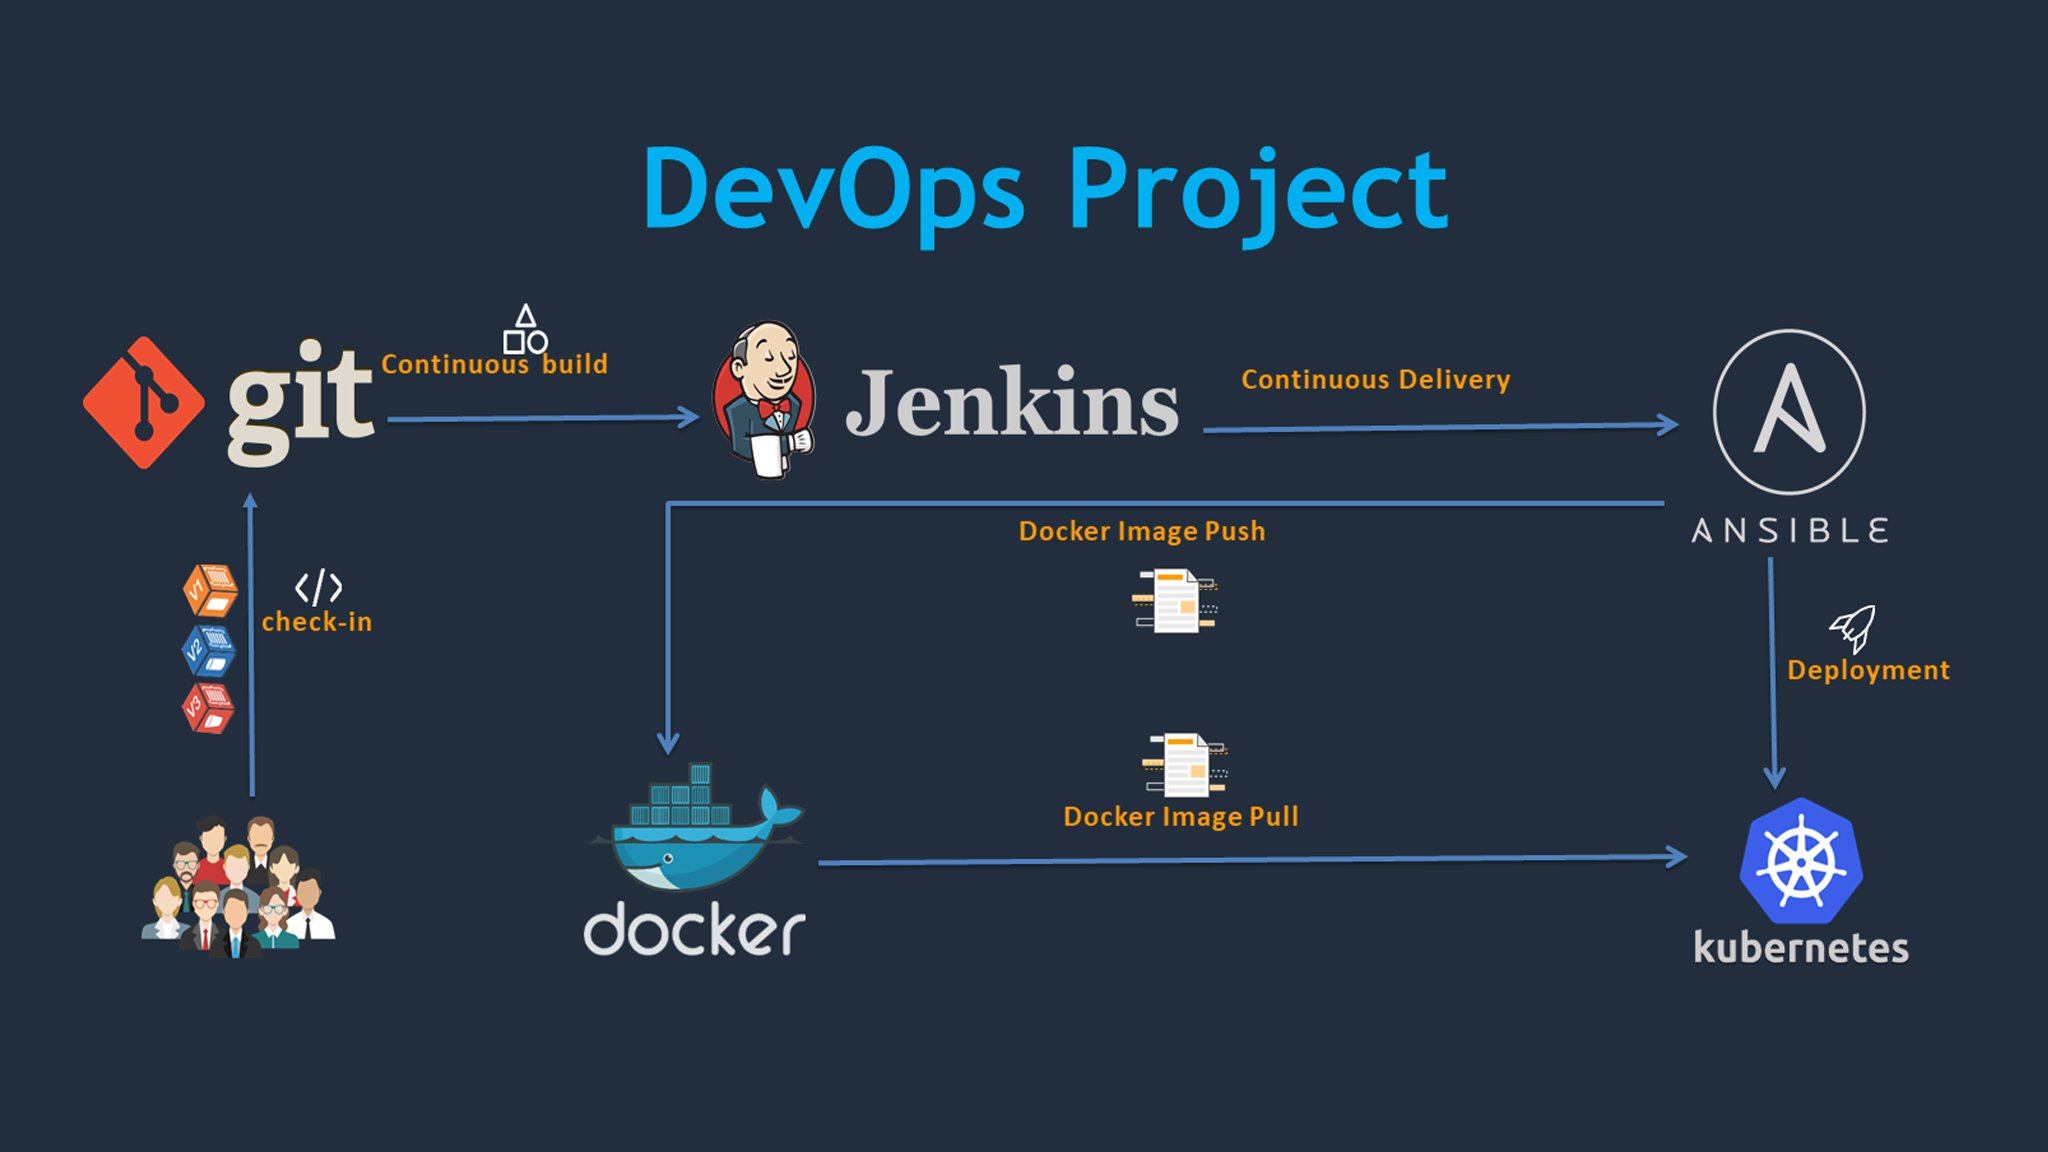 DevOps Project
git
Continuous build
Jenkins
Continuous Delivery
ANSIBLE
Docker Image Push
V1
</>
check-in
V2
V3
Deployment
Docker Image Pull
docker
kubernetes